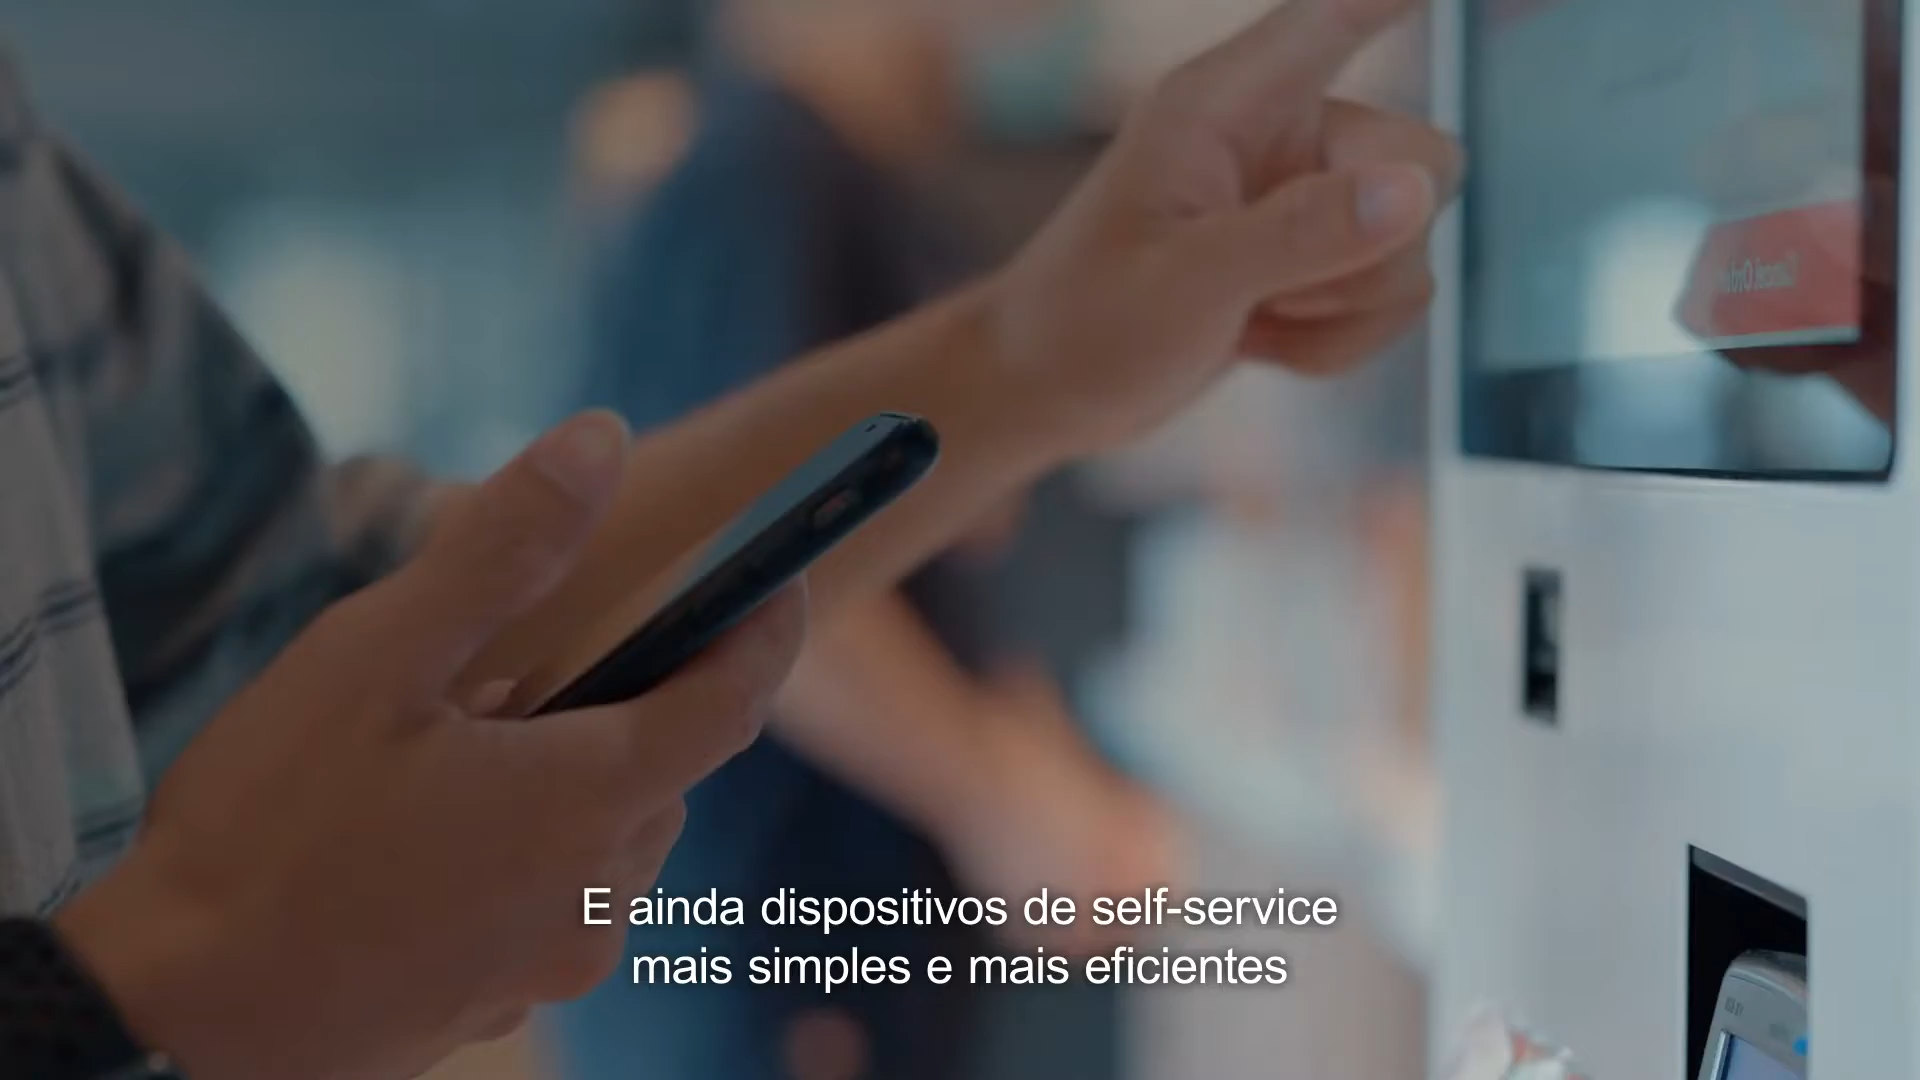 E ainda dispositivos de self-service
mais simples e mais eficientes